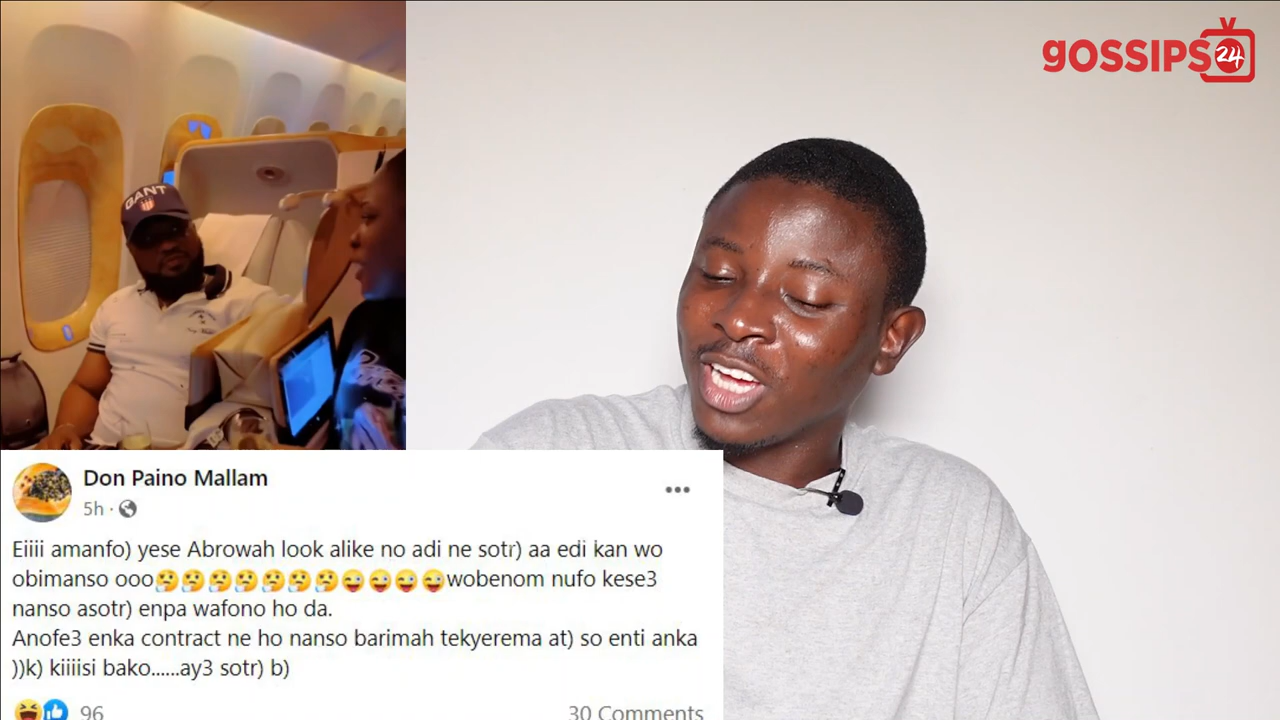 GOSSIPS24
GANT
Don Paino Mallam
5h
Eiiii amanfo) yese Abrowah look alike no adi ne sotr) aa edi kan wo
obimanso ooo🤔🤔🤔🤔🤔🤔🤔😜😜😜😜wobenom nufo kese3
nanso asotr) enpa wafono ho da.
Anofe3 enka contract ne ho nanso barimah tekyerema at) so enti anka
))k) kiiiisi bako......ay3 sotr) b)
96
30 Comments